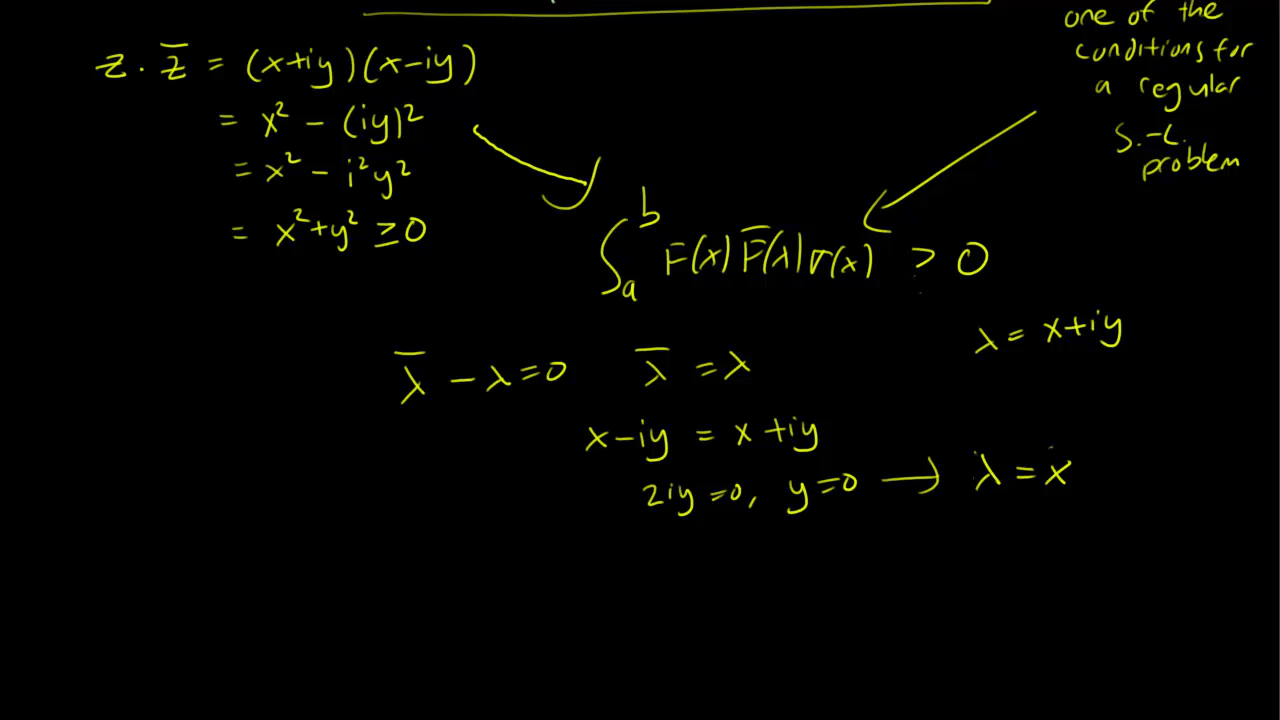 one of the
conditions for
a regular
S.-L.
problem
z · z̅ = (x+iy)(x-iy)
= x² - (iy)²
= x² - i²y²
= x²+y² ≥0
∫ₐᵇ F(x) F̅(λ) σ(x) > 0
λ = x+iy
λ̅ - λ =0 λ̅ = λ
x-iy = x+iy
2iy =0, y=0 → λ = x